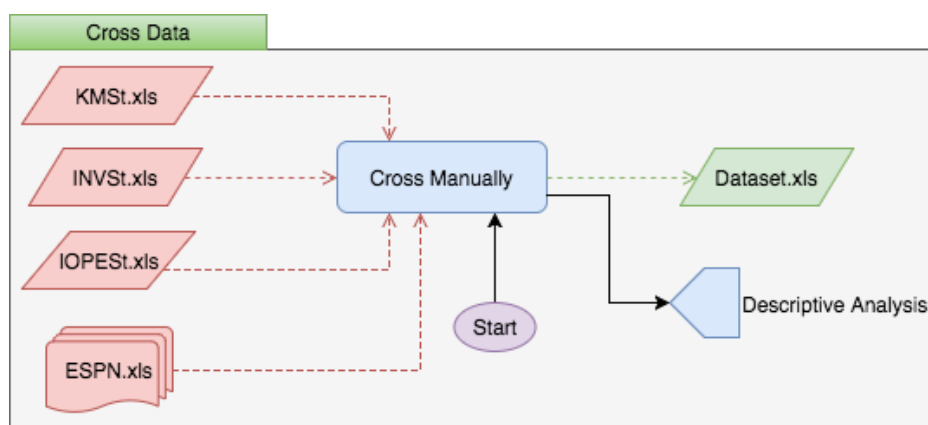 Cross Data
KMSt.xls
INVSt.xls
Cross Manually
Dataset.xls
IOPESt.xls
Start
Descriptive Analysis
ESPN.xls